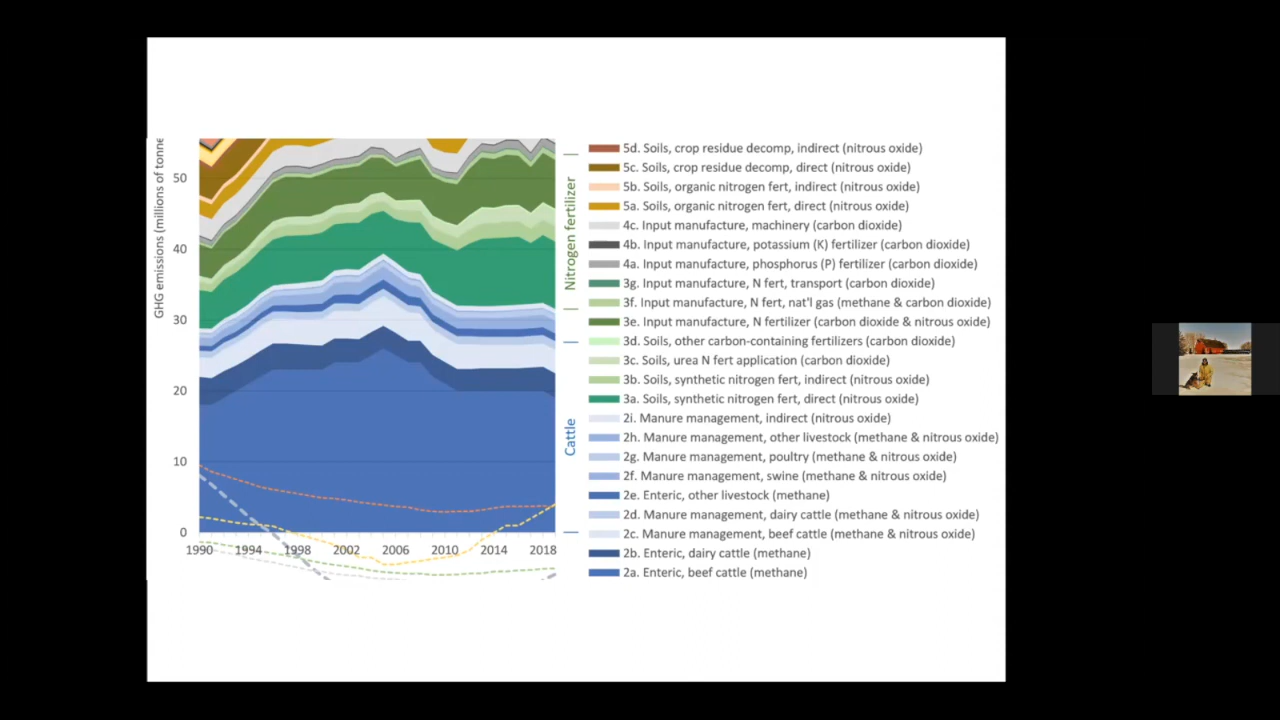 GHG emissions (millions of tonne
50
40
30
20
10
0
1990 1994 1998 2002 2006 2010 2014 2018
Nitrogen fertilizer
Cattle
5d. Soils, crop residue decomp, indirect (nitrous oxide)
5c. Soils, crop residue decomp, direct (nitrous oxide)
5b. Soils, organic nitrogen fert, indirect (nitrous oxide)
5a. Soils, organic nitrogen fert, direct (nitrous oxide)
4c. Input manufacture, machinery (carbon dioxide)
4b. Input manufacture, potassium (K) fertilizer (carbon dioxide)
4a. Input manufacture, phosphorus (P) fertilizer (carbon dioxide)
3g. Input manufacture, N fert, transport (carbon dioxide)
3f. Input manufacture, N fert, nat'l gas (methane & carbon dioxide)
3e. Input manufacture, N fertilizer (carbon dioxide & nitrous oxide)
3d. Soils, other carbon-containing fertilizers (carbon dioxide)
3c. Soils, urea N fert application (carbon dioxide)
3b. Soils, synthetic nitrogen fert, indirect (nitrous oxide)
3a. Soils, synthetic nitrogen fert, direct (nitrous oxide)
2i. Manure management, indirect (nitrous oxide)
2h. Manure management, other livestock (methane & nitrous oxide)
2g. Manure management, poultry (methane & nitrous oxide)
2f. Manure management, swine (methane & nitrous oxide)
2e. Enteric, other livestock (methane)
2d. Manure management, dairy cattle (methane & nitrous oxide)
2c. Manure management, beef cattle (methane & nitrous oxide)
2b. Enteric, dairy cattle (methane)
2a. Enteric, beef cattle (methane)